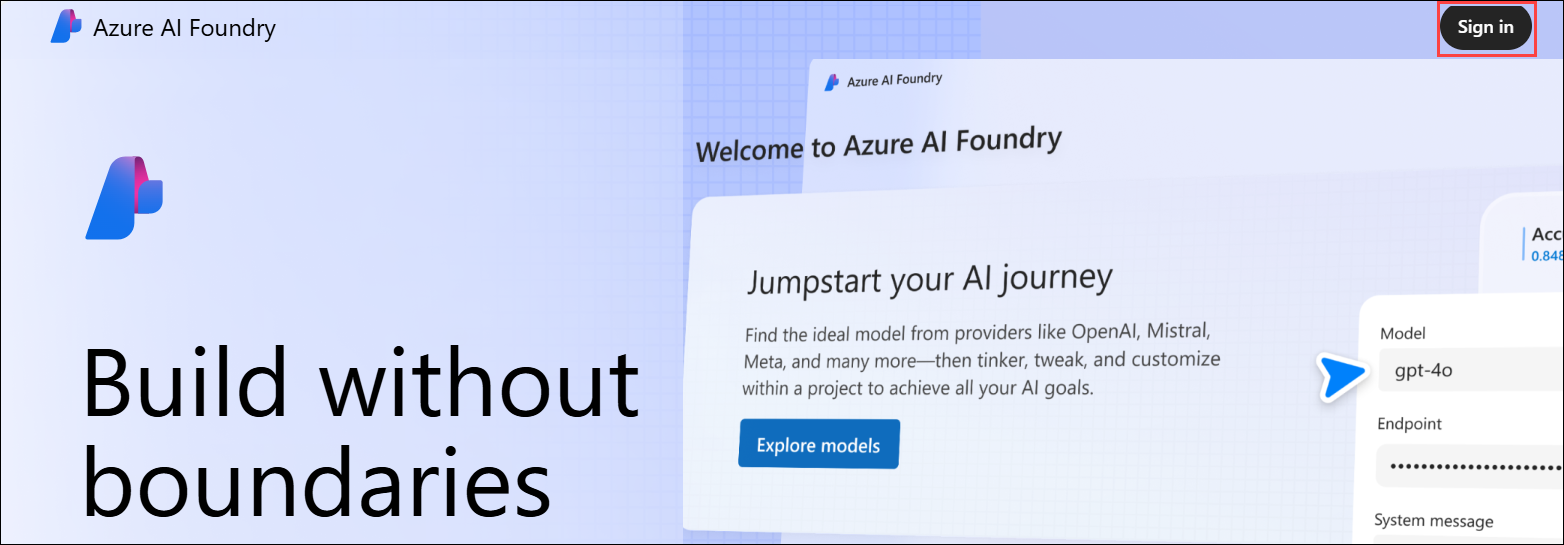 Azure AI Foundry
Sign in
Azure AI Foundry
Welcome to Azure AI Foundry
Build without
boundaries
Jumpstart your AI journey
Find the ideal model from providers like OpenAI, Mistral,
Meta, and many more—then tinker, tweak, and customize
within a project to achieve all your AI goals.
Explore models
Acc
0.848
Model
gpt-4o
Endpoint
•••••••••••••••••••••••
System message